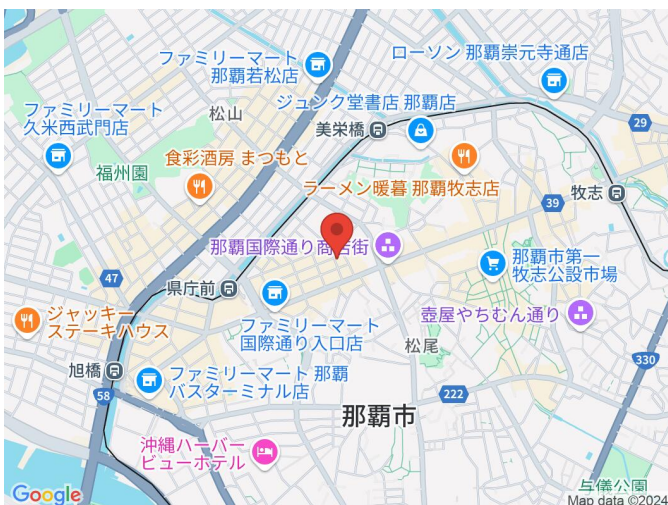 ファミリーマート
那覇若松店
ローソン 那覇崇元寺通店
ファミリーマート
久米西武門店
松山
ジュンク堂書店 那覇店
美栄橋
29
福州園
食彩酒房 まつもと
ラーメン暖暮 那覇牧志店
牧志
39
那覇国際通り商店街
那覇市第一
牧志公設市場
47
県庁前
ジャッキー
ステーキハウス
ファミリーマート
国際通り入口店
壺屋やちむん通り
松尾
330
旭橋
ファミリーマート 那覇
バスターミナル店
58
222
那覇市
沖縄ハーバー
ビューホテル
与儀公園
Google
Map data ©2024